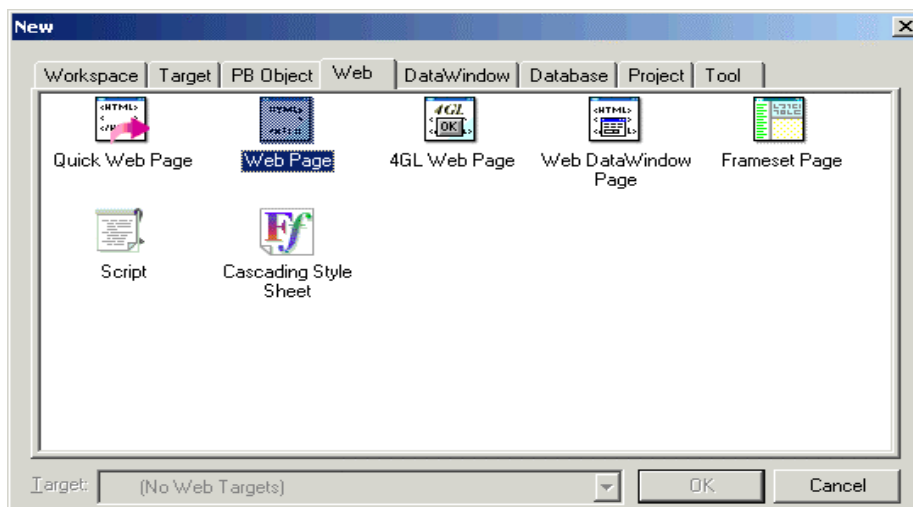 New
Workspace Target PB Object Web DataWindow Database Project Tool
Quick Web Page Web Page 4GL Web Page Web DataWindow Page Frameset Page
Script Cascading Style Sheet
Target: (No Web Targets) OK Cancel